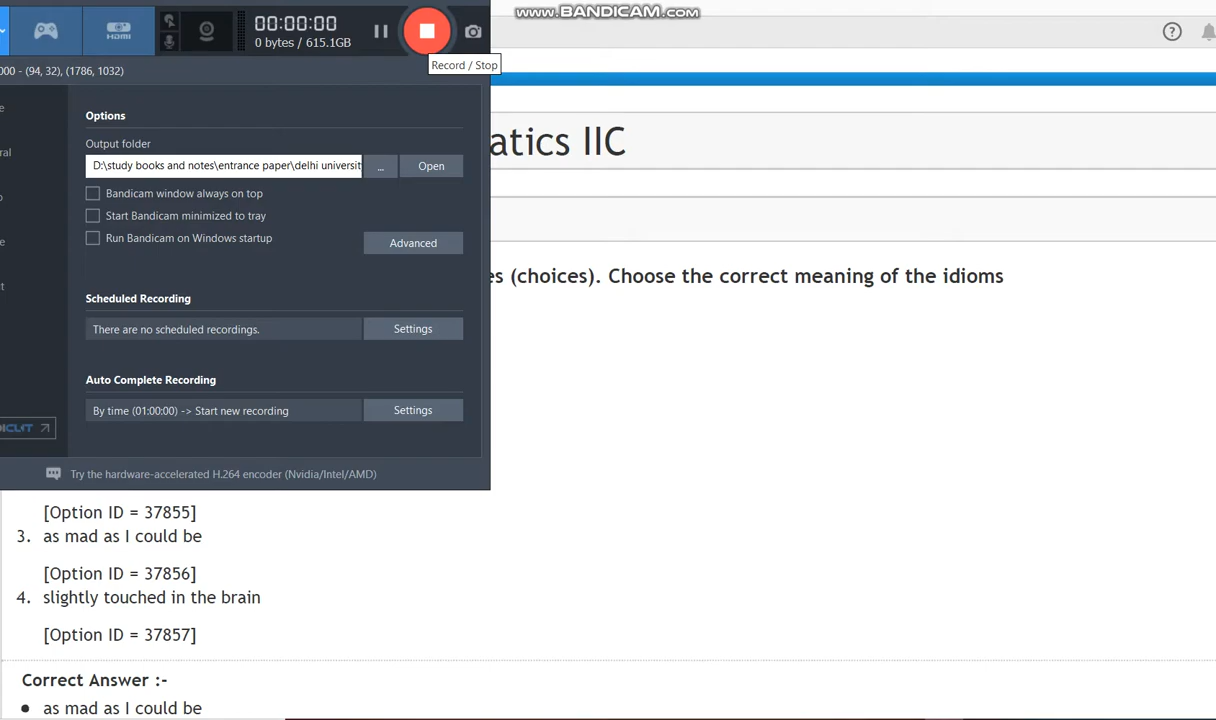 www.BANDICAM.com
HDMI
00:00:00
0 bytes / 615.1GB
Record / Stop
000 - (94, 32), (1786, 1032)
Options
Output folder
D:\study books and notes\entrance paper\delhi universit
...
Open
Bandicam window always on top
Start Bandicam minimized to tray
Run Bandicam on Windows startup
Advanced
Scheduled Recording
There are no scheduled recordings.
Settings
Auto Complete Recording
By time (01:00:00) -> Start new recording
Settings
Try the hardware-accelerated H.264 encoder (Nvidia/Intel/AMD)
atics IIC
es (choices). Choose the correct meaning of the idioms
[Option ID = 37855]
3. as mad as I could be
[Option ID = 37856]
4. slightly touched in the brain
[Option ID = 37857]
Correct Answer :-
• as mad as I could be